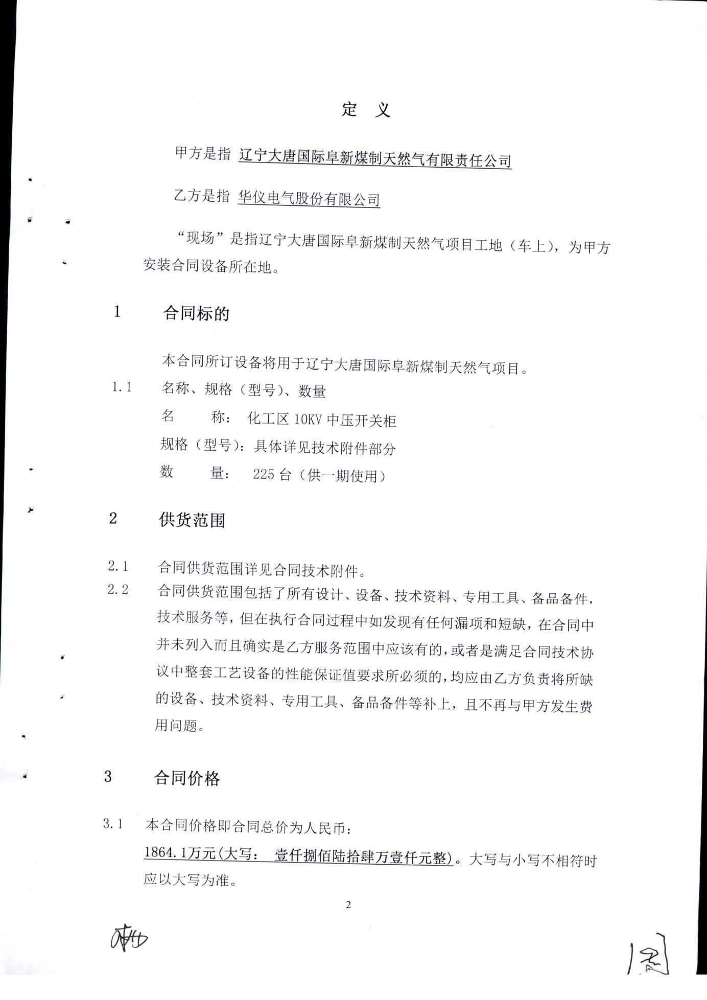 定 义
甲方是指 辽宁大唐国际阜新煤制天然气有限责任公司
乙方是指 华仪电气股份有限公司
“现场”是指辽宁大唐国际阜新煤制天然气项目工地（车上），为甲方
安装合同设备所在地。
1 合同标的
本合同所订设备将用于辽宁大唐国际阜新煤制天然气项目。
1.1 名称、规格（型号）、数量
名 称： 化工区 10KV 中压开关柜
规格（型号）：具体详见技术附件部分
数 量： 225 台（供一期使用）
2 供货范围
2.1 合同供货范围详见合同技术附件。
2.2 合同供货范围包括了所有设计、设备、技术资料、专用工具、备品备件，
技术服务等，但在执行合同过程中如发现有任何漏项和短缺，在合同中
并未列入而且确实是乙方服务范围中应该有的，或者是满足合同技术协
议中整套工艺设备的性能保证值要求所必须的，均应由乙方负责将所缺
的设备、技术资料、专用工具、备品备件等补上，且不再与甲方发生费
用问题。
3 合同价格
3.1 本合同价格即合同总价为人民币：
1864.1万元(大写： 壹仟捌佰陆拾肆万壹仟元整)。大写与小写不相符时
应以大写为准。
2